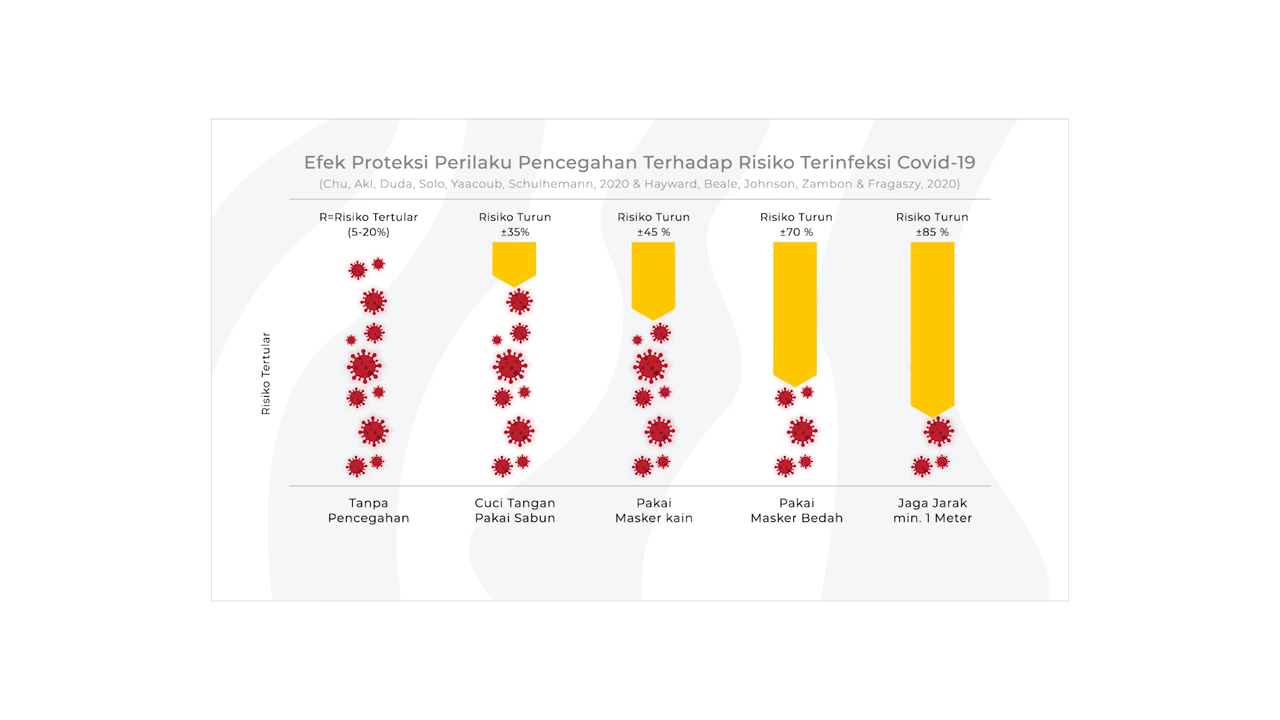 Efek Proteksi Perilaku Pencegahan Terhadap Risiko Terinfeksi Covid-19
(Chu, Akl, Duda, Solo, Yaacoub, Schulhemann, 2020 & Hayward, Beale, Johnson, Zambon & Fragaszy, 2020)
R=Risiko Tertular
(5-20%)
Risiko Turun
±35%
Risiko Turun
±45 %
Risiko Turun
±70 %
Risiko Turun
±85 %
Risiko Tertular
Tanpa
Pencegahan
Cuci Tangan
Pakai Sabun
Pakai
Masker kain
Pakai
Masker Bedah
Jaga Jarak
min. 1 Meter